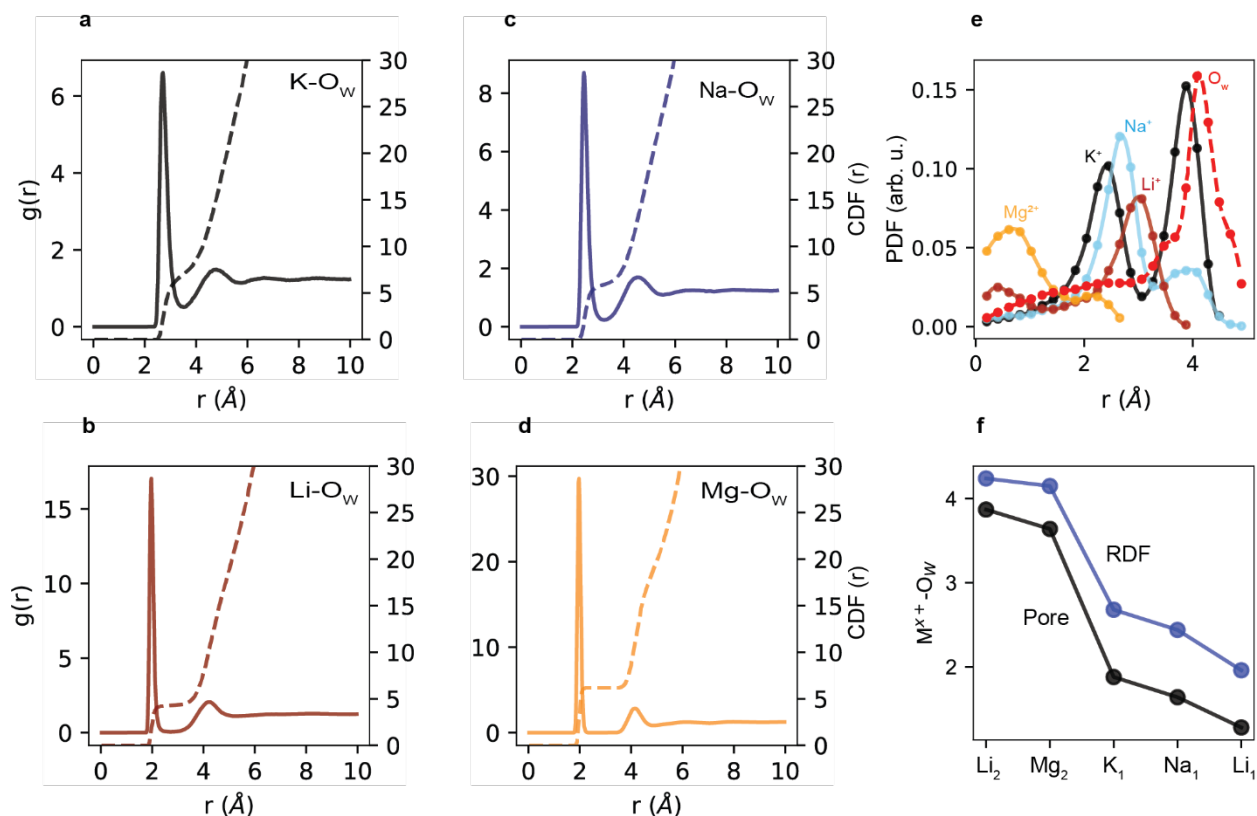 a
K-O_w
g(r)
6
4
2
0
30
25
20
15
10
5
0
0 2 4 6 8 10
r (Å)
c
Na-O_w
8
6
4
2
0
30
25
20
15
10
5
0
CDF (r)
0 2 4 6 8 10
r (Å)
e
PDF (arb. u.)
0.15
0.10
0.05
0.00
O_w
Na⁺
K⁺
Li⁺
Mg²⁺
0 2 4
r (Å)
b
Li-O_w
g(r)
15
10
5
0
30
25
20
15
10
5
0
0 2 4 6 8 10
r (Å)
d
Mg-O_w
30
20
10
0
30
25
20
15
10
5
0
CDF (r)
0 2 4 6 8 10
r (Å)
f
M^x+-O_w
4
3
2
RDF
Pore
Li₂ Mg₂ K₁ Na₁ Li₁